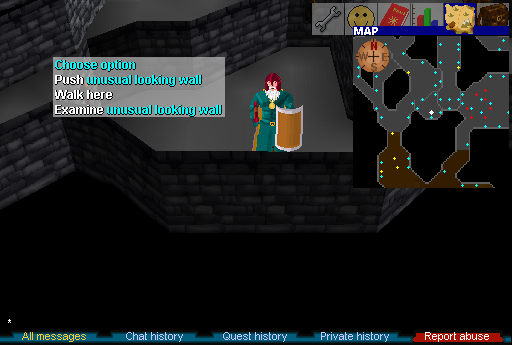 MAP
N
W E
S
Choose option
Push unusual looking wall
Walk here
Examine unusual looking wall
*
All messages
Chat history
Quest history
Private history
Report abuse